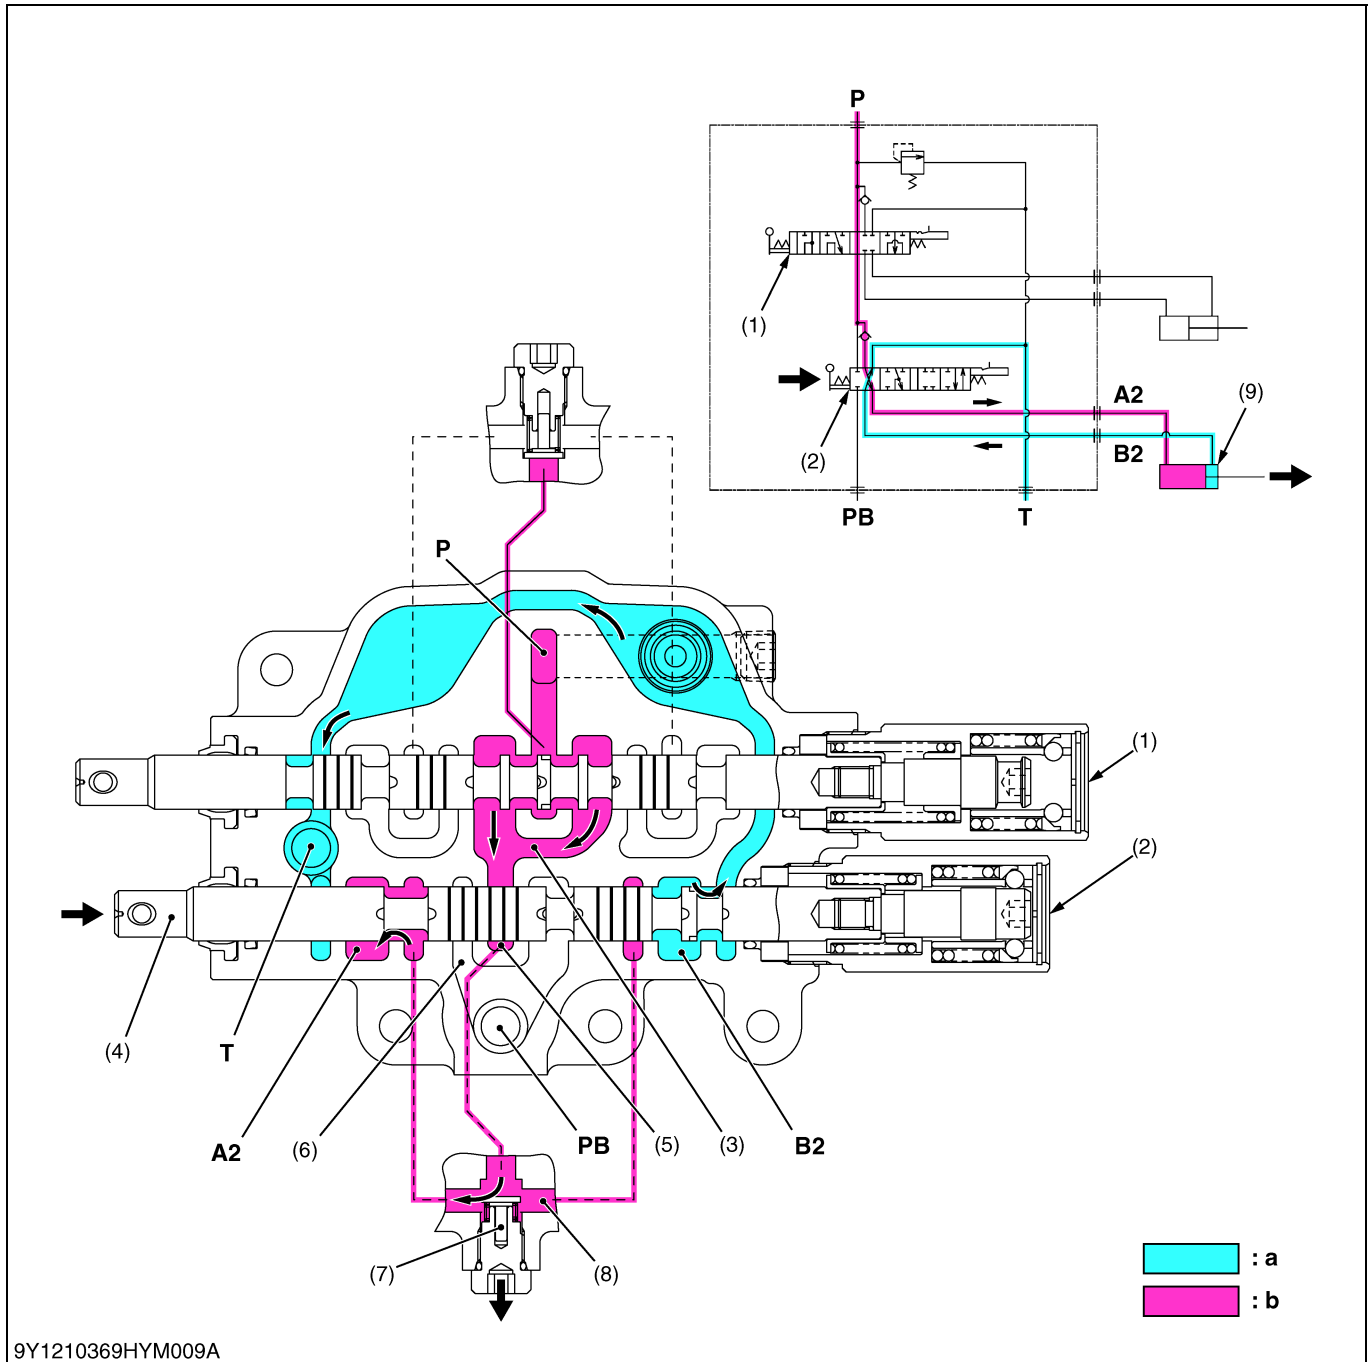 P
(1)
(9)
A2
(2)
B2
PB
T
P
(1)
(2)
(4)
T
A2
(6)
PB
(5)
(3)
B2
(7)
(8)
: a
: b
9Y1210369HYM009A